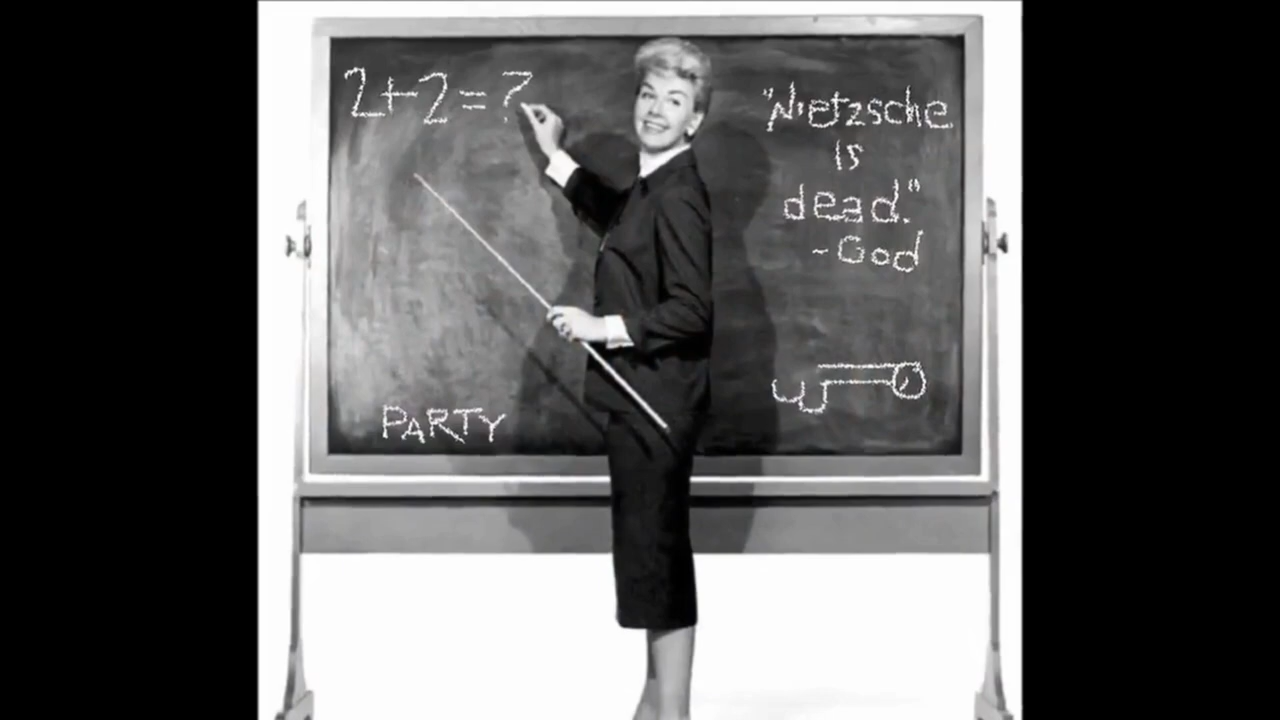 2+2=?
"Nietzsche
is
dead."
-God
PARTY